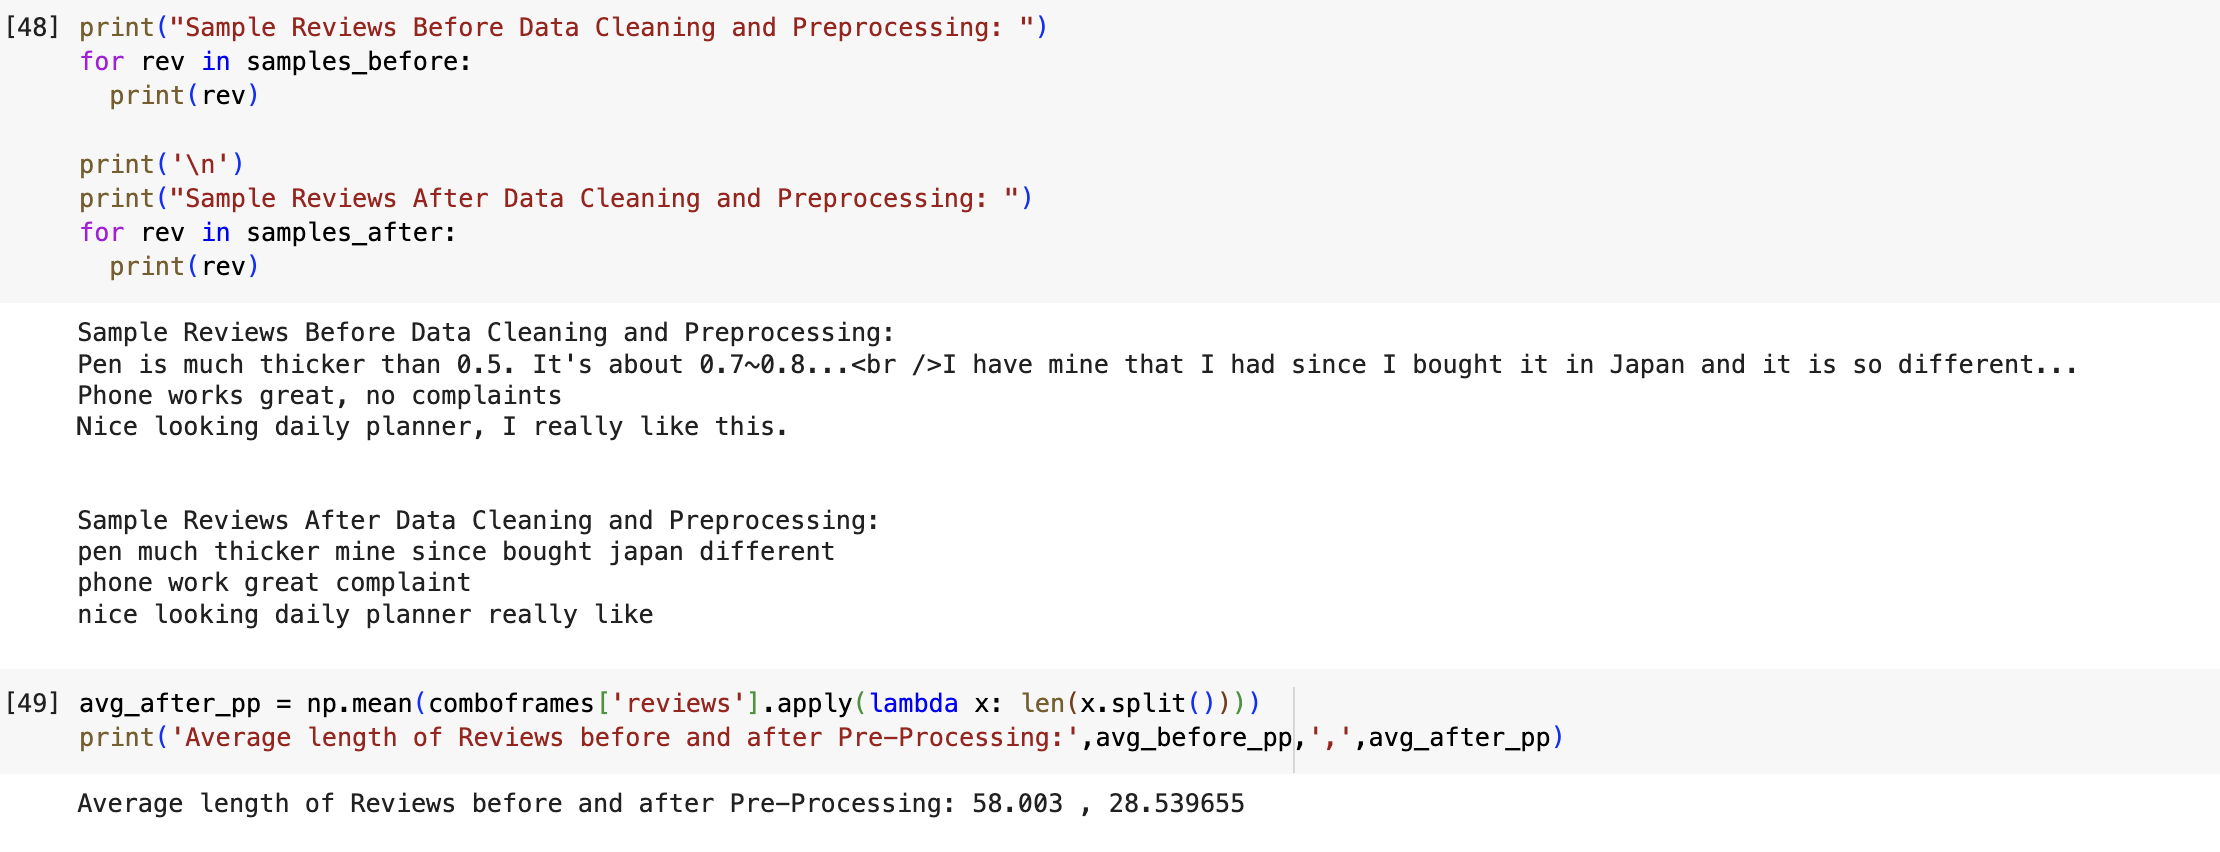 [48] print("Sample Reviews Before Data Cleaning and Preprocessing: ")
for rev in samples_before:
  print(rev)

print('\n')
print("Sample Reviews After Data Cleaning and Preprocessing: ")
for rev in samples_after:
  print(rev)

Sample Reviews Before Data Cleaning and Preprocessing:
Pen is much thicker than 0.5. It's about 0.7~0.8...<br />I have mine that I had since I bought it in Japan and it is so different...
Phone works great, no complaints
Nice looking daily planner, I really like this.

Sample Reviews After Data Cleaning and Preprocessing:
pen much thicker mine since bought japan different
phone work great complaint
nice looking daily planner really like

[49] avg_after_pp = np.mean(comboframes['reviews'].apply(lambda x: len(x.split())))
print('Average length of Reviews before and after Pre-Processing:',avg_before_pp,',',avg_after_pp)

Average length of Reviews before and after Pre-Processing: 58.003 , 28.539655